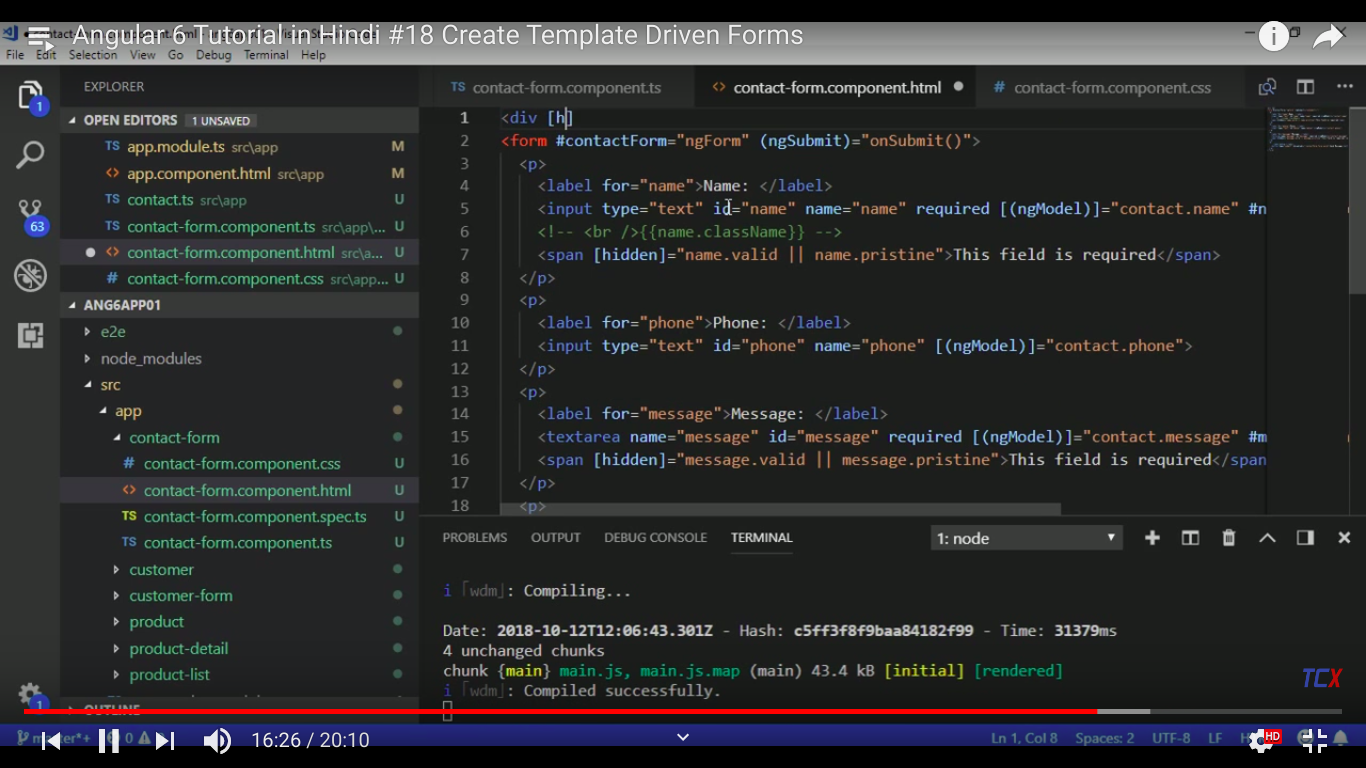 Angular 6 Tutorial in Hindi #18 Create Template Driven Forms
File Edit Selection View Go Debug Terminal Help
EXPLORER
OPEN EDITORS 1 UNSAVED
TS app.module.ts src\app M
<> app.component.html src\app M
TS contact.ts src\app U
TS contact-form.component.ts src\app\... U
<> contact-form.component.html src\a... U
# contact-form.component.css src\app... U
ANG6APP01
e2e
node_modules
src
app
contact-form
# contact-form.component.css U
<> contact-form.component.html U
TS contact-form.component.spec.ts U
TS contact-form.component.ts U
customer
customer-form
product
product-detail
product-list
OUTLINE
1
63
1
TS contact-form.component.ts <> contact-form.component.html # contact-form.component.css
1 <div [h]
2 <form #contactForm="ngForm" (ngSubmit)="onSubmit()">
3 <p>
4 <label for="name">Name: </label>
5 <input type="text" id="name" name="name" required [(ngModel)]="contact.name" #n
6 <!-- <br />{{name.className}} -->
7 <span [hidden]="name.valid || name.pristine">This field is required</span>
8 </p>
9 <p>
10 <label for="phone">Phone: </label>
11 <input type="text" id="phone" name="phone" [(ngModel)]="contact.phone">
12 </p>
13 <p>
14 <label for="message">Message: </label>
15 <textarea name="message" id="message" required [(ngModel)]="contact.message" #m
16 <span [hidden]="message.valid || message.pristine">This field is required</span
17 </p>
18 <p>
PROBLEMS OUTPUT DEBUG CONSOLE TERMINAL 1: node
i ｢wdm｣: Compiling...
Date: 2018-10-12T12:06:43.301Z - Hash: c5ff3f8f9baa84182f99 - Time: 31379ms
4 unchanged chunks
chunk {main} main.js, main.js.map (main) 43.4 kB [initial] [rendered]
i ｢wdm｣: Compiled successfully.
TCX
16:26 / 20:10
Ln 1, Col 8 Spaces: 2 UTF-8 LF
HD